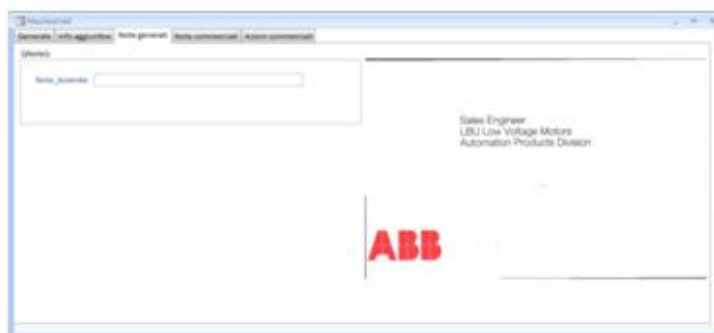 Generale Info aggiuntive Note generali Note commerciali Azioni commerciali
Note_Azienda
Sales Engineer
LBU Low Voltage Motors
Automation Products Division
ABB